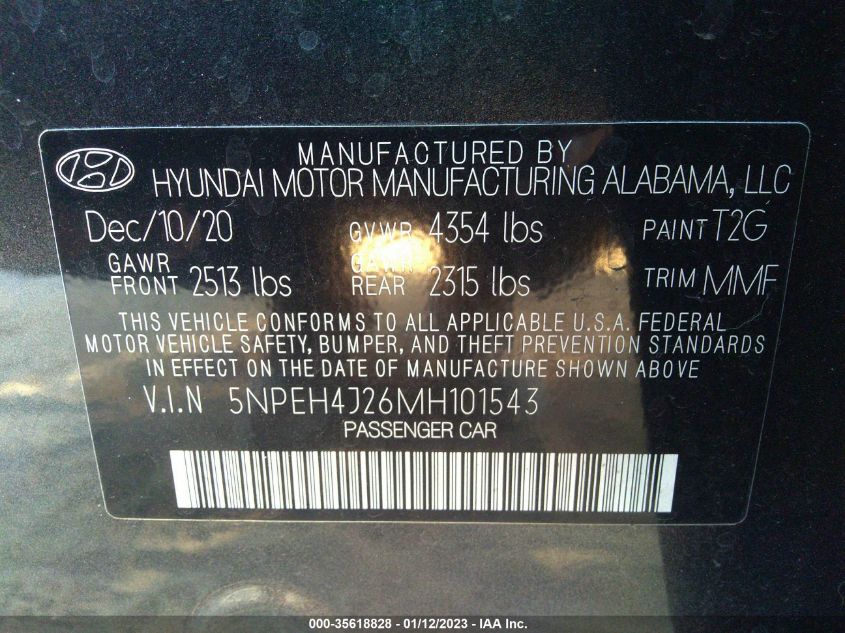 MANUFACTURED BY
HYUNDAI MOTOR MANUFACTURING ALABAMA, LLC
Dec/10/20 GVWR 4354 lbs PAINT T2G
GAWR FRONT 2513 lbs GAWR REAR 2315 lbs TRIM MMF
THIS VEHICLE CONFORMS TO ALL APPLICABLE U.S.A. FEDERAL
MOTOR VEHICLE SAFETY, BUMPER, AND THEFT PREVENTION STANDARDS
IN EFFECT ON THE DATE OF MANUFACTURE SHOWN ABOVE
V.I.N 5NPEH4J26MH101543
PASSENGER CAR
000-35618828 - 01/12/2023 - IAA Inc.